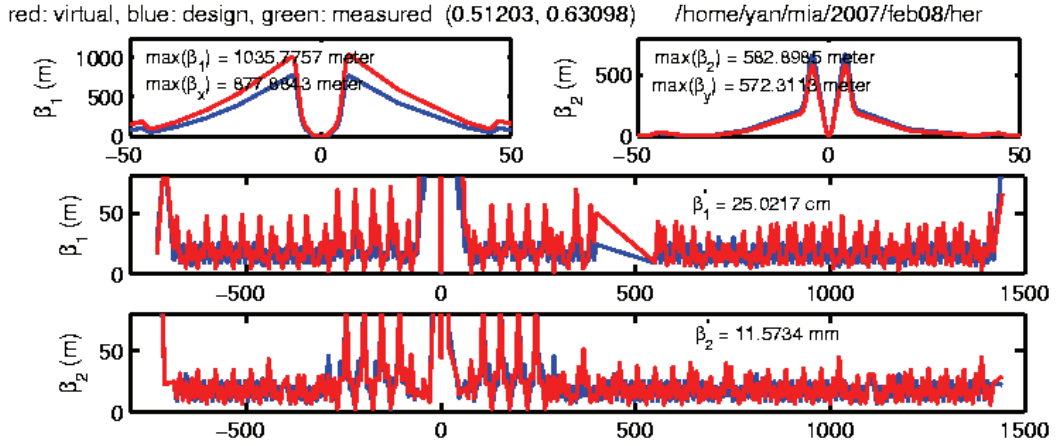 red: virtual, blue: design, green: measured (0.51203, 0.63098) /home/yan/mia/2007/feb08/her
max(β1) = 1035.7757 meter
max(βx) = 877.8843 meter
β1 (m)
1000
500
0
−50 0 50
max(β2) = 582.8985 meter
max(βy) = 572.3113 meter
β2 (m)
500
0
−50 0 50
β1* = 25.0217 cm
β1 (m)
50
0
−500 0 500 1000 1500
β2* = 11.5734 mm
β2 (m)
50
0
−500 0 500 1000 1500